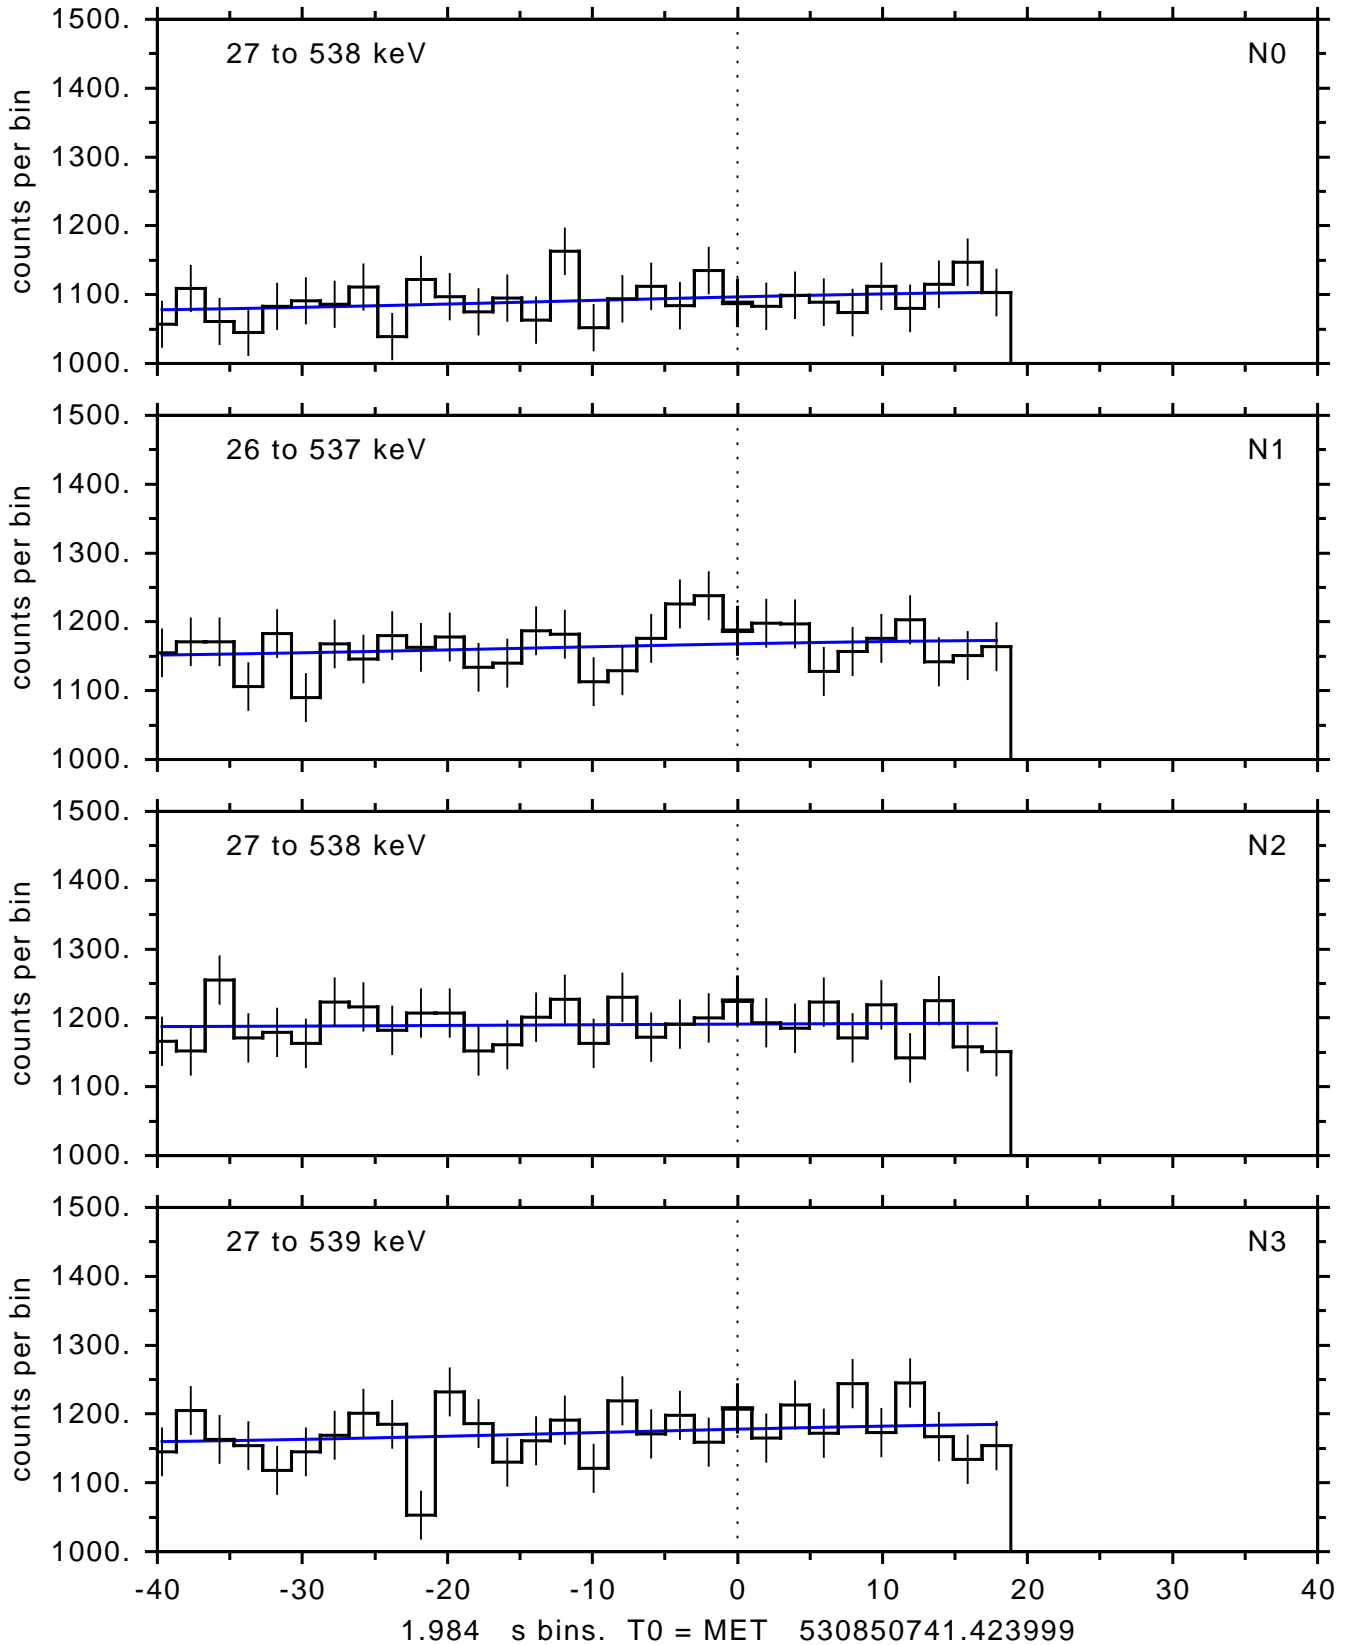 1500.
27 to 538 keV N0
1400.
1300.
1200.
1100.
1000.
counts per bin
1500.
26 to 537 keV N1
1400.
1300.
1200.
1100.
1000.
counts per bin
1500.
27 to 538 keV N2
1400.
1300.
1200.
1100.
1000.
counts per bin
1500.
27 to 539 keV N3
1400.
1300.
1200.
1100.
1000.
counts per bin
-40 -30 -20 -10 0 10 20 30 40
1.984 s bins. T0 = MET 530850741.423999